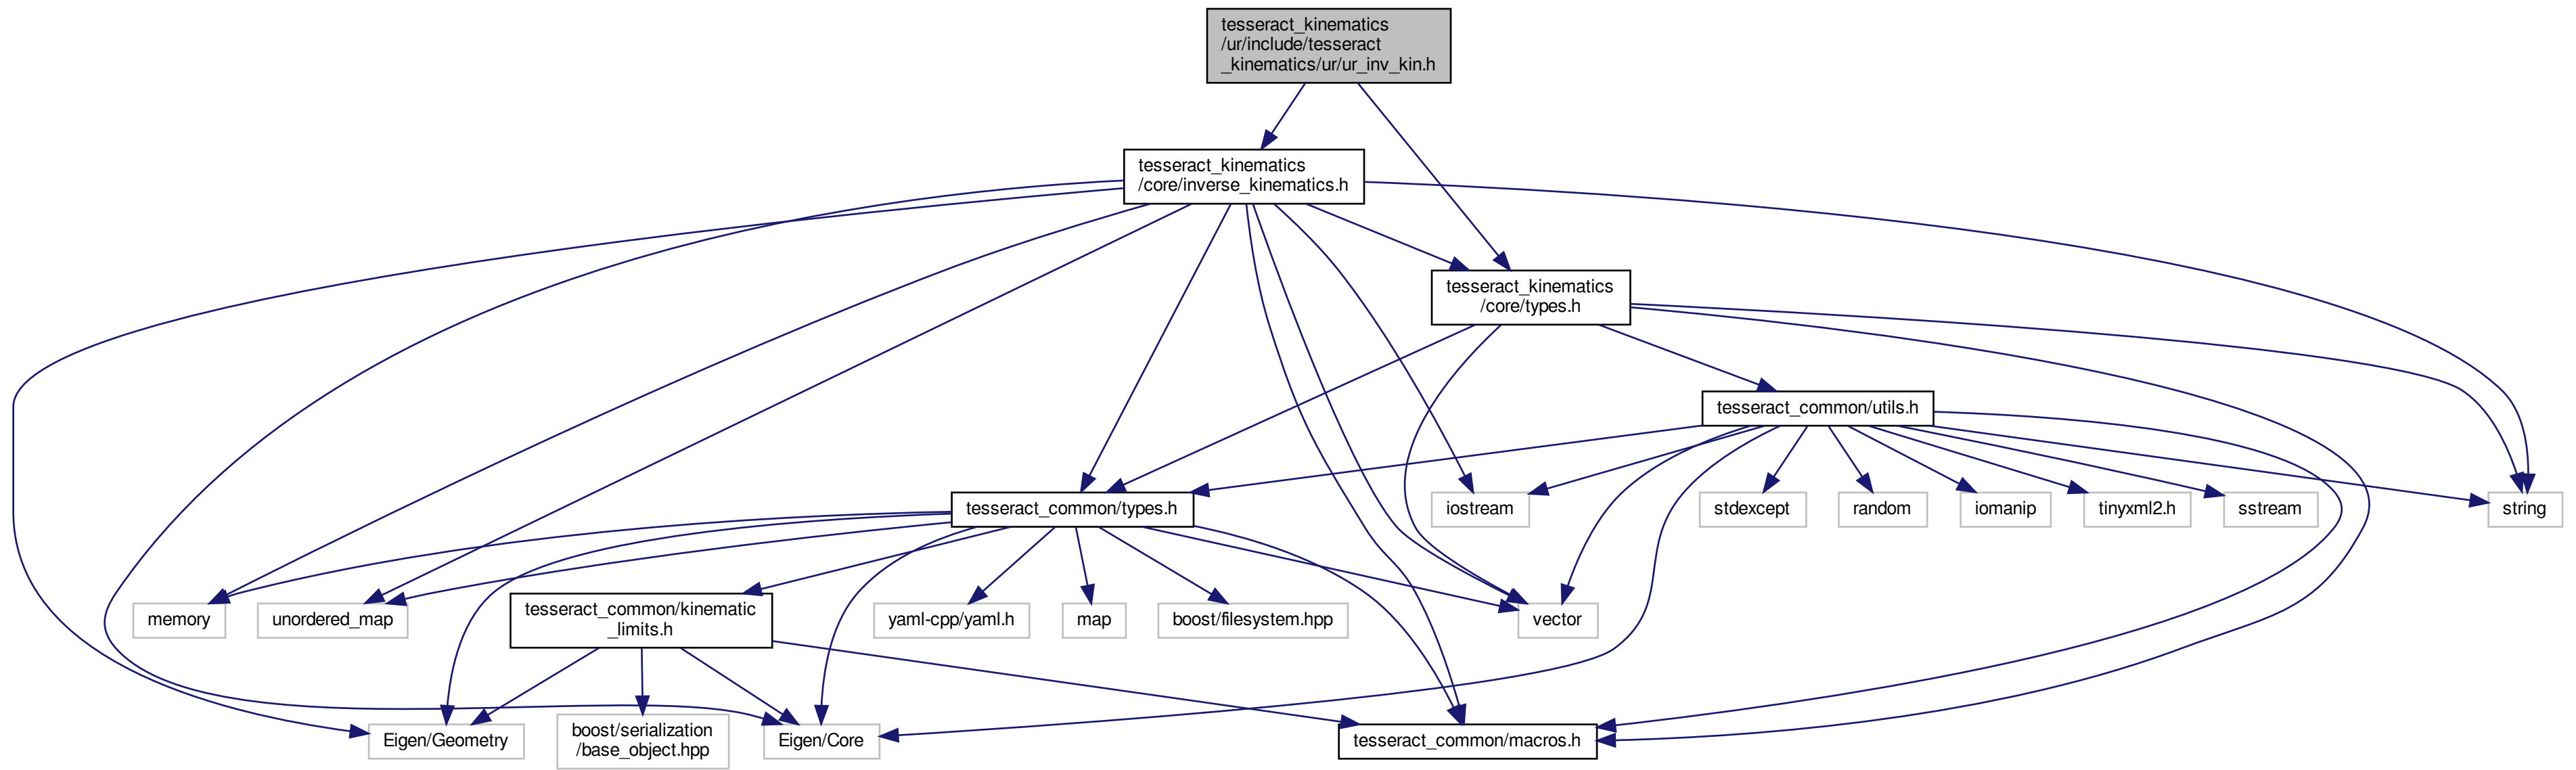 tesseract_kinematics
/ur/include/tesseract
_kinematics/ur/ur_inv_kin.h
tesseract_kinematics
/core/inverse_kinematics.h
tesseract_kinematics
/core/types.h
tesseract_common/utils.h
tesseract_common/types.h
iostream
stdexcept
random
iomanip
tinyxml2.h
sstream
string
memory
unordered_map
tesseract_common/kinematic
_limits.h
yaml-cpp/yaml.h
map
boost/filesystem.hpp
vector
Eigen/Geometry
boost/serialization
/base_object.hpp
Eigen/Core
tesseract_common/macros.h